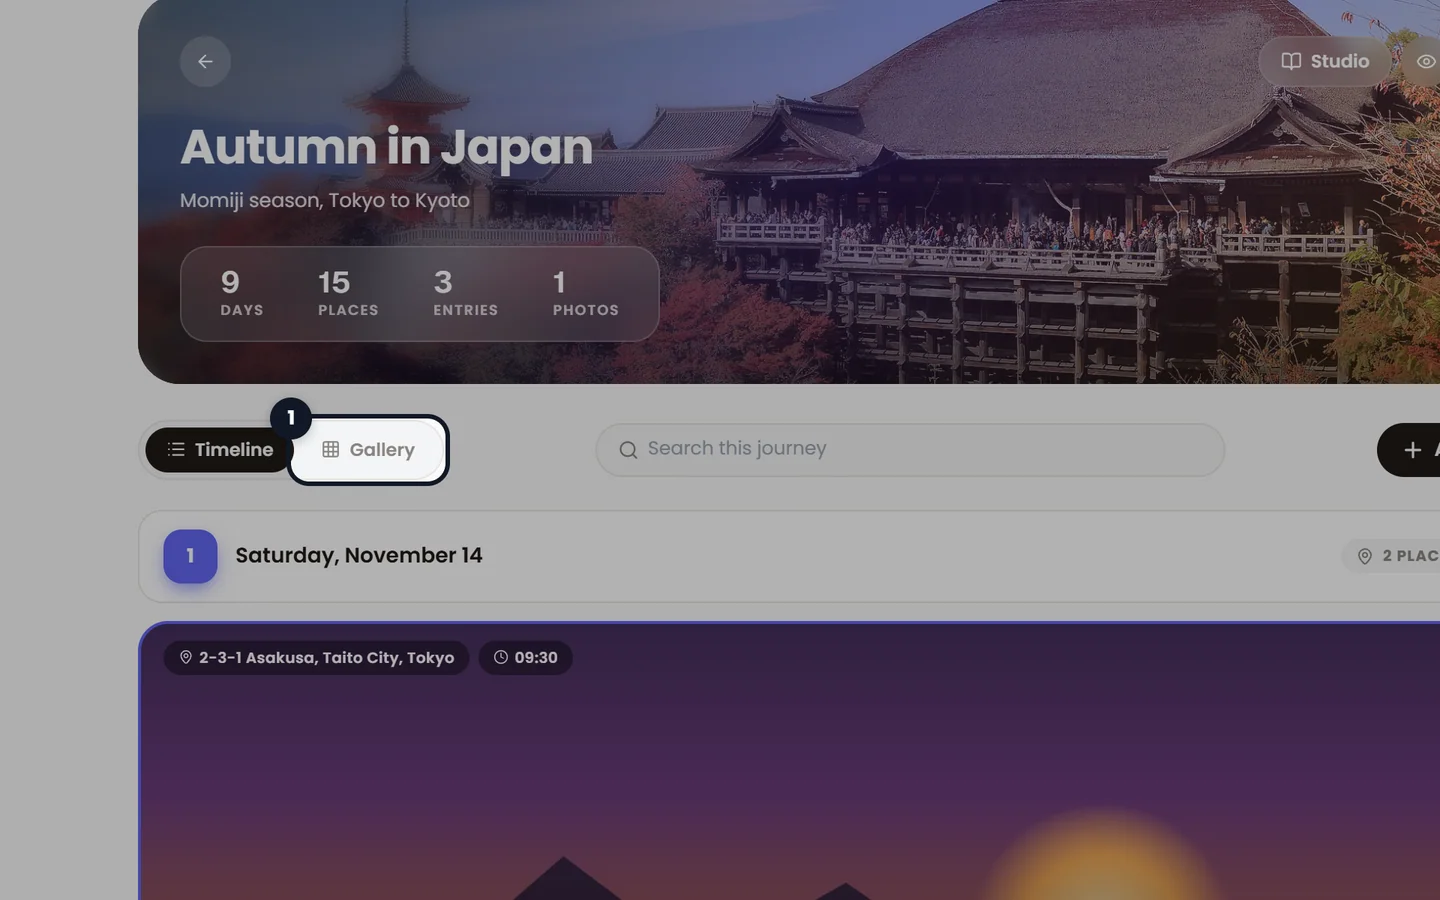 Studio
Autumn in Japan
Momiji season, Tokyo to Kyoto
9 15 3 1
DAYS PLACES ENTRIES PHOTOS
1
Timeline Gallery Search this journey
1 Saturday, November 14 2 PLAC
2-3-1 Asakusa, Taito City, Tokyo 09:30